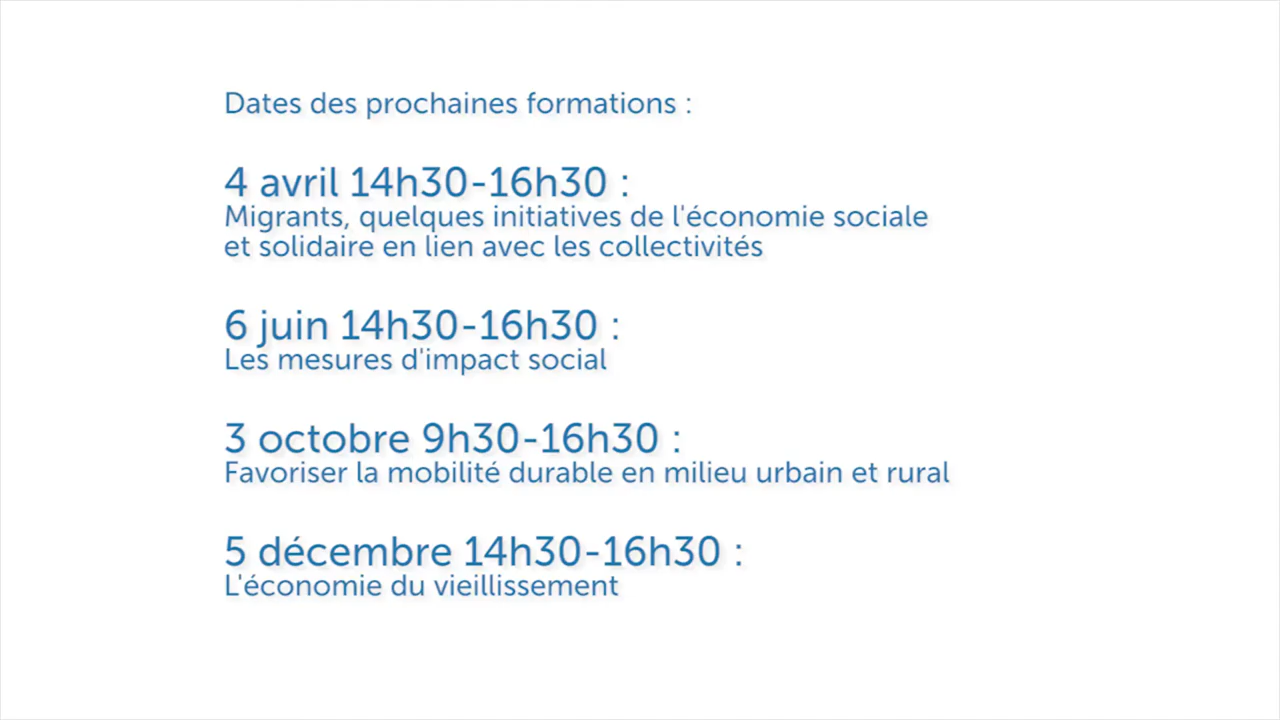 Dates des prochaines formations :
4 avril 14h30-16h30 :
Migrants, quelques initiatives de l'économie sociale
et solidaire en lien avec les collectivités
6 juin 14h30-16h30 :
Les mesures d'impact social
3 octobre 9h30-16h30 :
Favoriser la mobilité durable en milieu urbain et rural
5 décembre 14h30-16h30 :
L'économie du vieillissement